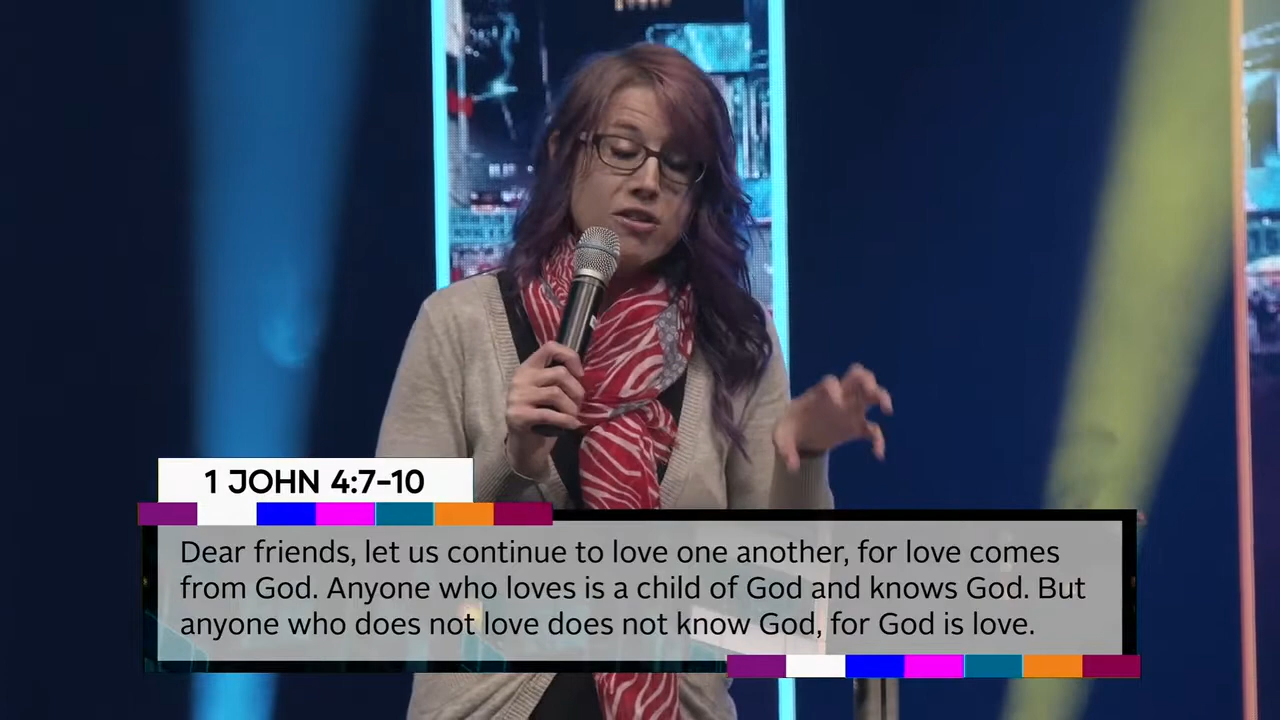 1 JOHN 4:7-10
Dear friends, let us continue to love one another, for love comes
from God. Anyone who loves is a child of God and knows God. But
anyone who does not love does not know God, for God is love.